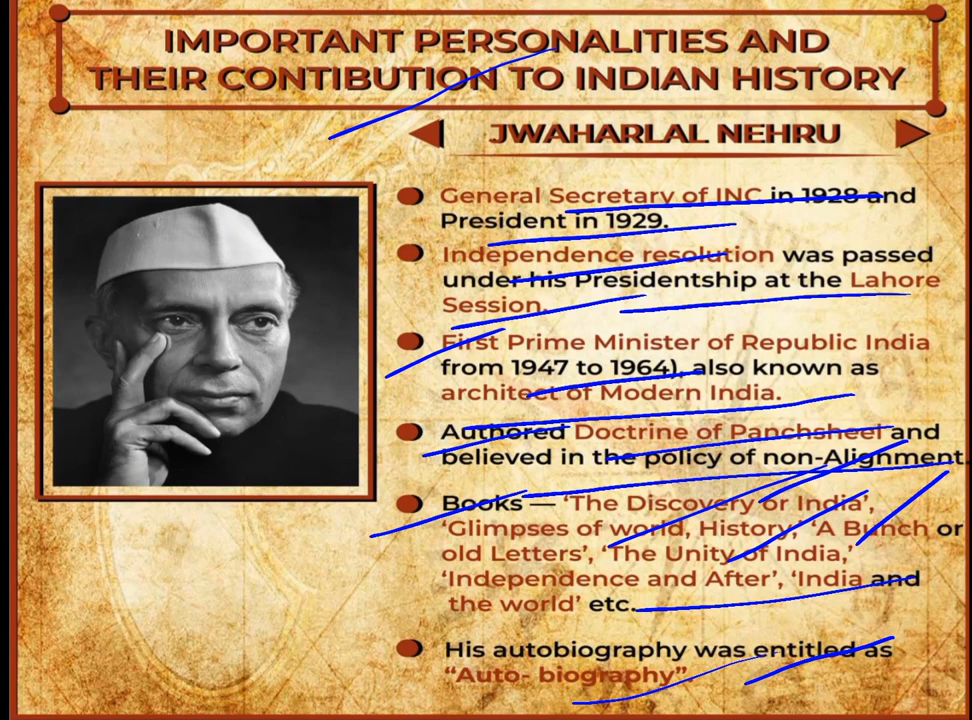 IMPORTANT PERSONALITIES AND
THEIR CONTIBUTION TO INDIAN HISTORY
JWAHARLAL NEHRU
General Secretary of INC in 1928 and
President in 1929.
Independence resolution was passed
under his Presidentship at the Lahore
Session.
First Prime Minister of Republic India
from 1947 to 1964), also known as
architect of Modern India.
Authored Doctrine of Panchsheel and
believed in the policy of non-Alignment.
Books — ‘The Discovery or India’,
‘Glimpses of world, History,’ ‘A Bunch or
old Letters’, ‘The Unity of India,’
‘Independence and After’, ‘India and
the world’ etc.
His autobiography was entitled as
“Auto- biography”.